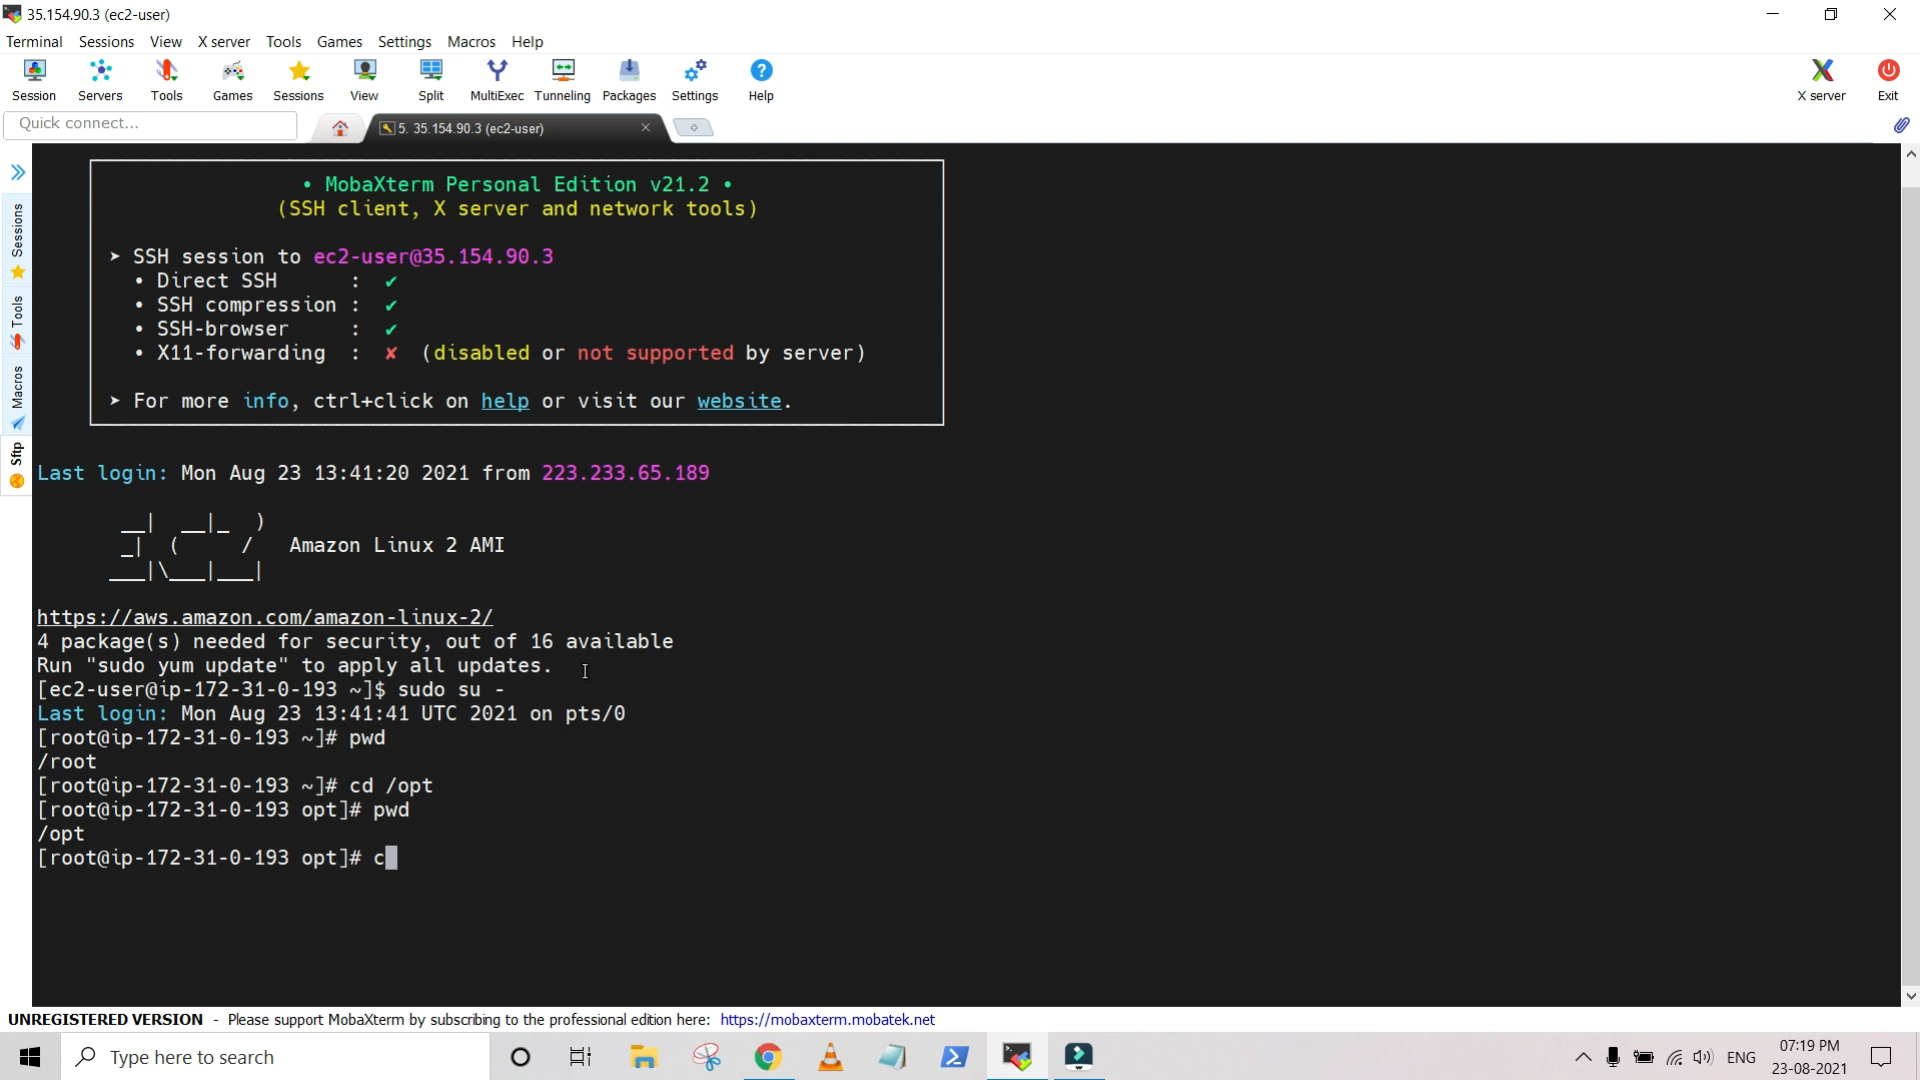 35.154.90.3 (ec2-user)
Terminal Sessions View X server Tools Games Settings Macros Help
Session Servers Tools Games Sessions View Split MultiExec Tunneling Packages Settings Help X server Exit
Quick connect...
5. 35.154.90.3 (ec2-user)
Sessions
Tools
Macros
Sftp
• MobaXterm Personal Edition v21.2 •
(SSH client, X server and network tools)
➤ SSH session to ec2-user@35.154.90.3
• Direct SSH : ✔
• SSH compression : ✔
• SSH-browser : ✔
• X11-forwarding : ✘ (disabled or not supported by server)
➤ For more info, ctrl+click on help or visit our website.
Last login: Mon Aug 23 13:41:20 2021 from 223.233.65.189
__| __|_ )
_| ( /
Amazon Linux 2 AMI
___|\___|___|
https://aws.amazon.com/amazon-linux-2/
4 package(s) needed for security, out of 16 available
Run "sudo yum update" to apply all updates.
[ec2-user@ip-172-31-0-193 ~]$ sudo su -
Last login: Mon Aug 23 13:41:41 UTC 2021 on pts/0
[root@ip-172-31-0-193 ~]# pwd
/root
[root@ip-172-31-0-193 ~]# cd /opt
[root@ip-172-31-0-193 opt]# pwd
/opt
[root@ip-172-31-0-193 opt]# c
UNREGISTERED VERSION - Please support MobaXterm by subscribing to the professional edition here: https://mobaxterm.mobatek.net
Type here to search
ENG
07:19 PM
23-08-2021